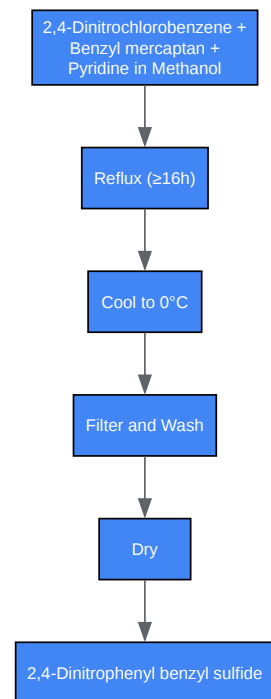 2,4-Dinitrochlorobenzene +
Benzyl mercaptan +
Pyridine in Methanol
Reflux (≥16h)
Cool to 0°C
Filter and Wash
Dry
2,4-Dinitrophenyl benzyl sulfide